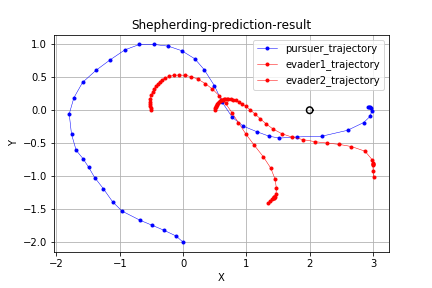 Shepherding-prediction-result
pursuer_trajectory
evader1_trajectory
evader2_trajectory
1.0
0.5
0.0
−0.5
−1.0
−1.5
−2.0
Y
−2
−1
0
1
2
3
X